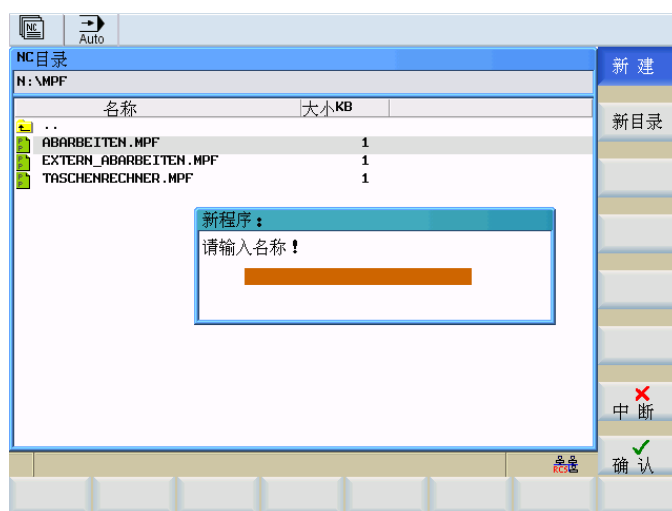 NC
Auto
NC目录
N:\MPF
名称 大小KB
..
ABARBEITEN.MPF 1
EXTERN_ABARBEITEN.MPF 1
TASCHENRECHNER.MPF 1
新程序：
请输入名称！
新建
新目录
中断
确认
RCS